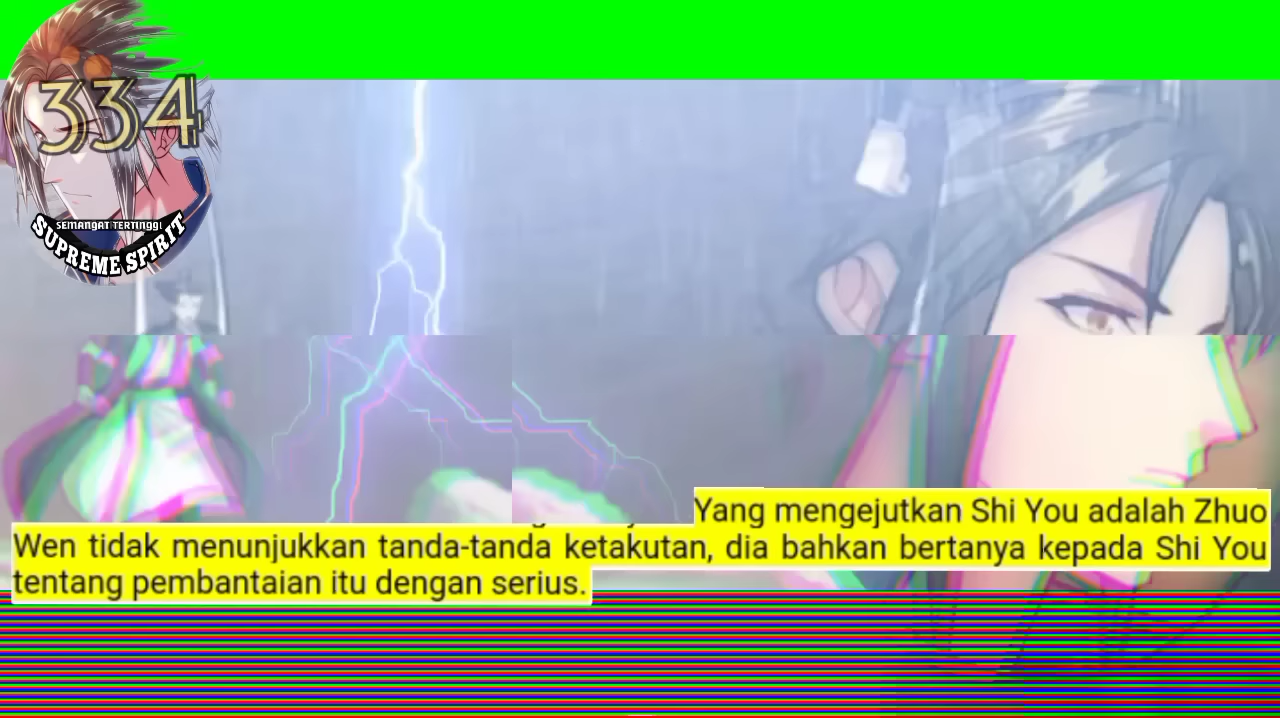 334
SEMANGAT TERTINGGI
SUPREME SPIRIT
Yang mengejutkan Shi You adalah Zhuo
Wen tidak menunjukkan tanda-tanda ketakutan, dia bahkan bertanya kepada Shi You
tentang pembantaian itu dengan serius.